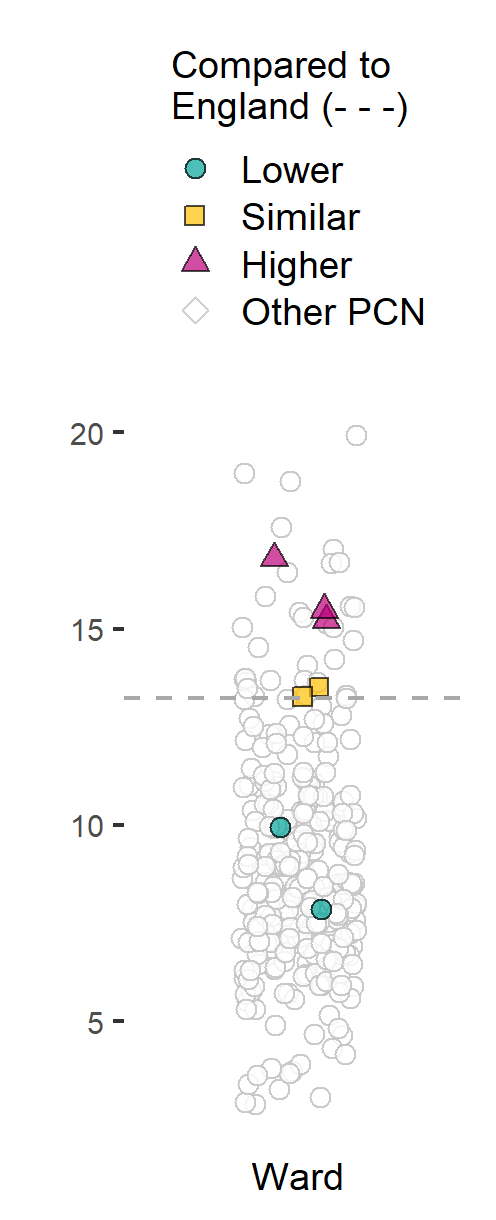 Compared to
England (- - -)
Lower
Similar
Higher
Other PCN
20
15
10
5
Ward